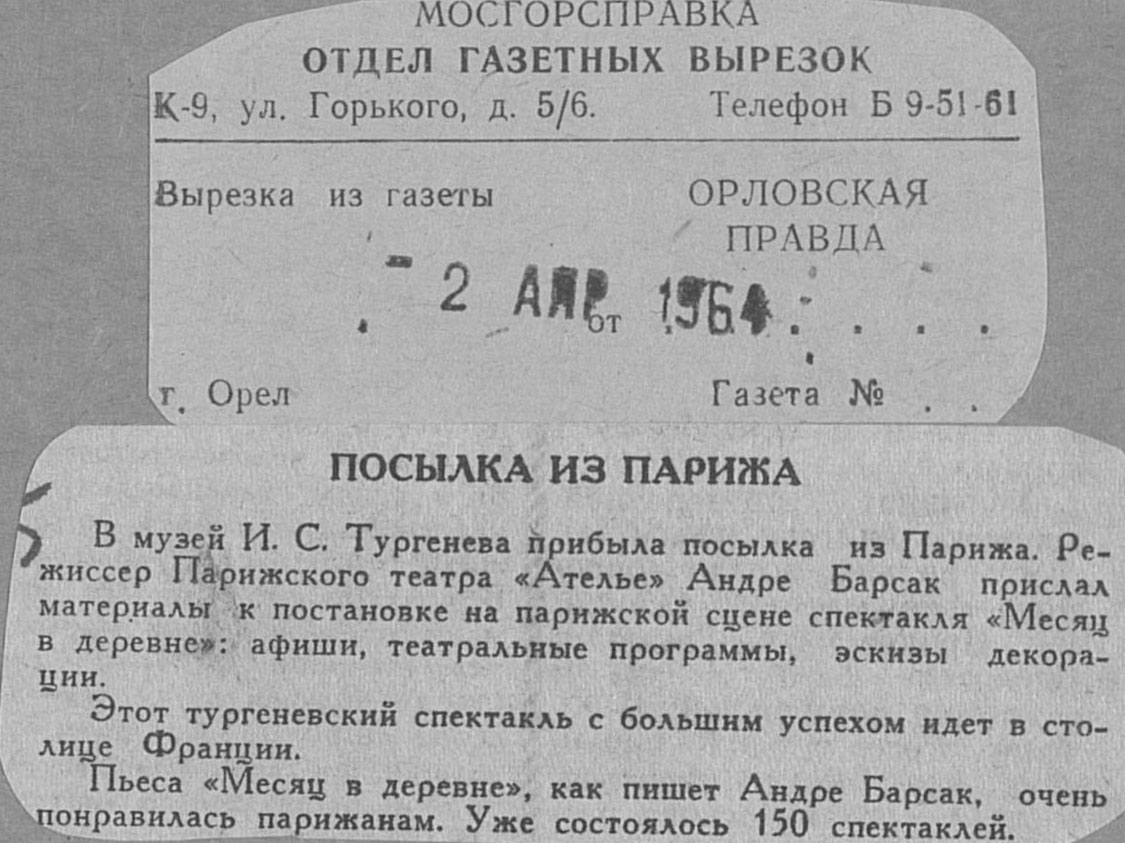 МОСГОРСПРАВКА
ОТДЕЛ ГАЗЕТНЫХ ВЫРЕЗОК
К-9, ул. Горького, д. 5/6. Телефон Б 9-51-61
Вырезка из газеты ОРЛОВСКАЯ
ПРАВДА
- 2 АПР 1964
от . . . .
г. Орел Газета № . .
ПОСЫЛКА ИЗ ПАРИЖА
В музей И. С. Тургенева прибыла посылка из Парижа. Ре-
жиссер Парижского театра «Ателье» Андре Барсак прислал
материалы к постановке на парижской сцене спектакля «Месяц
в деревне»: афиши, театральные программы, эскизы декора-
ции.
Этот тургеневский спектакль с большим успехом идет в сто-
лице Франции.
Пьеса «Месяц в деревне», как пишет Андре Барсак, очень
понравилась парижанам. Уже состоялось 150 спектаклей.